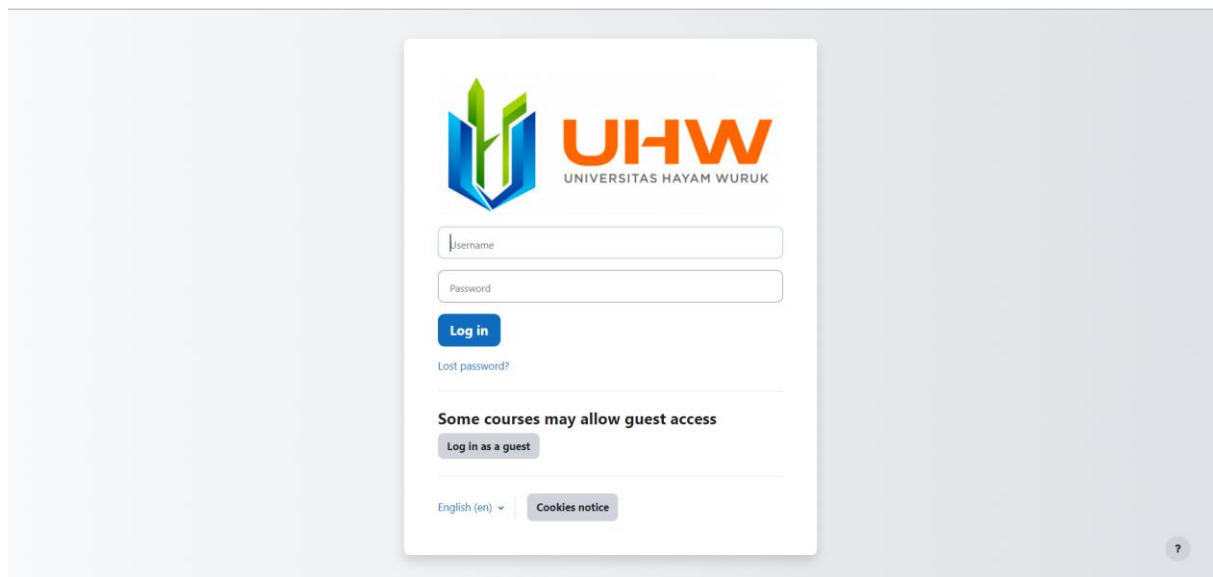 UHW
UNIVERSITAS HAYAM WURUK
Username
Password
Log in
Lost password?
Some courses may allow guest access
Log in as a guest
English (en)
Cookies notice
?